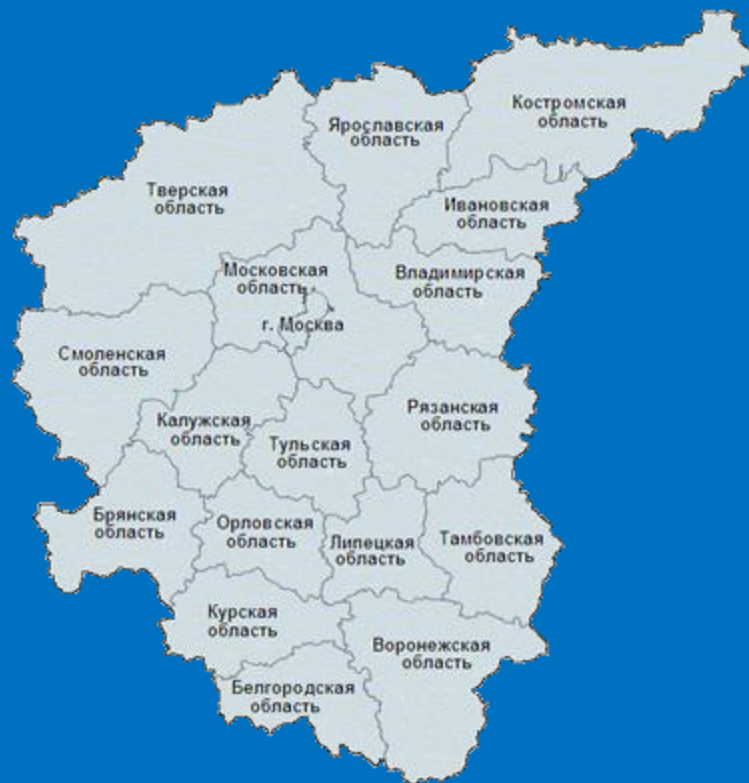 Костромская
область
Ярославская
область
Тверская
область
Ивановская
область
Московская
область
Владимирская
область
г. Москва
Смоленская
область
Рязанская
область
Калужская
область
Тульская
область
Брянская
область
Орловская
область
Липецкая
область
Тамбовская
область
Курская
область
Воронежская
область
Белгородская
область